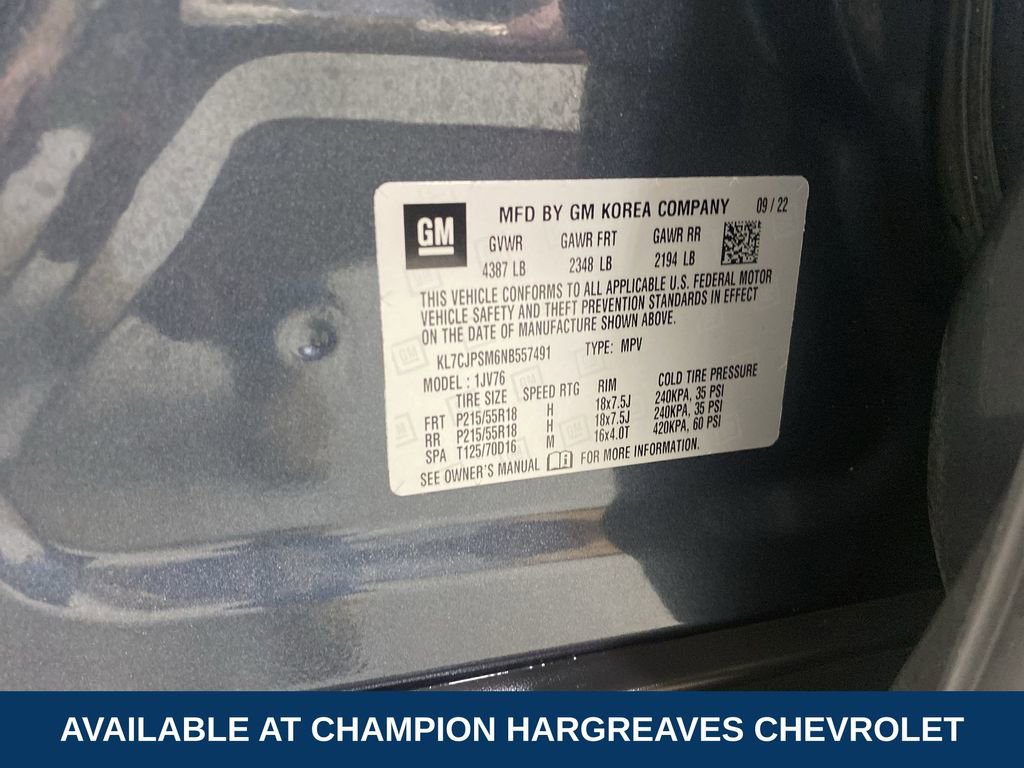 GM
MFD BY GM KOREA COMPANY 09 / 22
GVWR GAWR FRT GAWR RR
4387 LB 2348 LB 2194 LB
THIS VEHICLE CONFORMS TO ALL APPLICABLE U.S. FEDERAL MOTOR
VEHICLE SAFETY AND THEFT PREVENTION STANDARDS IN EFFECT
ON THE DATE OF MANUFACTURE SHOWN ABOVE.
KL7CJPSM6NB557491 TYPE: MPV
MODEL : 1JV76
TIRE SIZE SPEED RTG RIM COLD TIRE PRESSURE
FRT P215/55R18 H 18x7.5J 240KPA, 35 PSI
RR P215/55R18 H 18x7.5J 240KPA, 35 PSI
SPA T125/70D16 M 16x4.0T 420KPA, 60 PSI
SEE OWNER'S MANUAL FOR MORE INFORMATION.
AVAILABLE AT CHAMPION HARGREAVES CHEVROLET